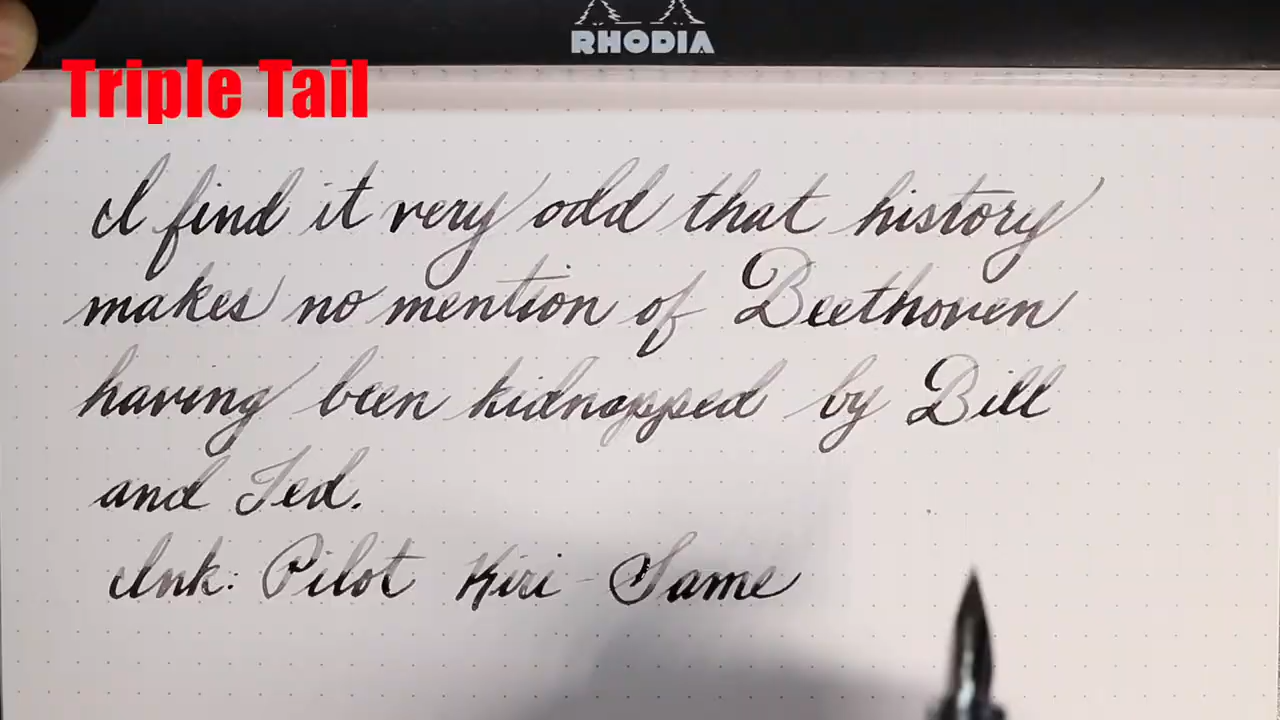 RHODIA
Triple Tail
I find it very odd that history
makes no mention of Beethoven
having been kidnapped by Bill
and Ted.
Ink: Pilot Kiri-Same